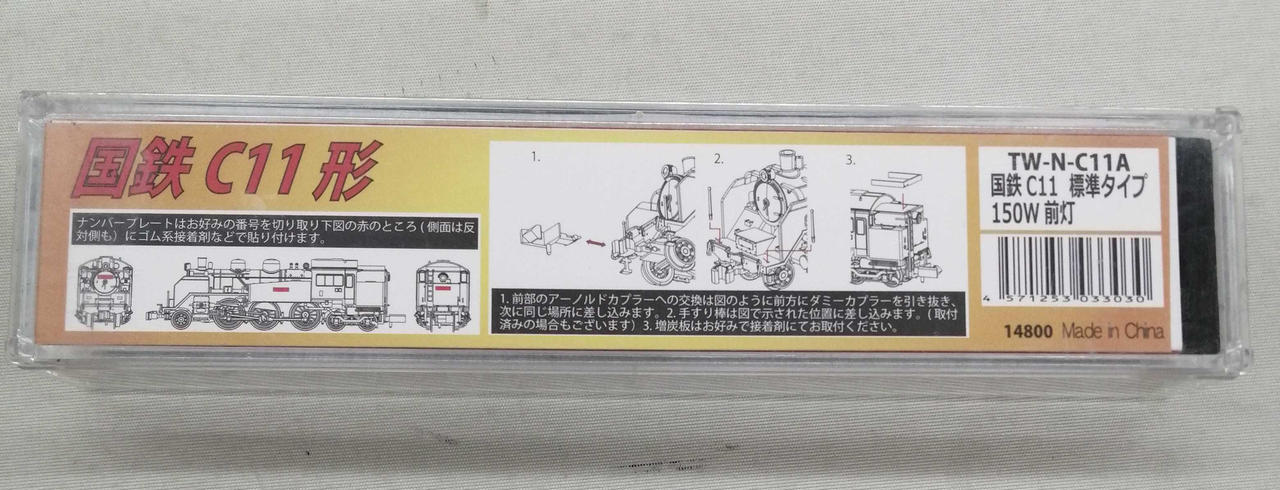 国鉄 C11 形
ナンバープレートはお好みの番号を切り取り下図の赤のところ ( 側面は反
対側も ) にゴム系接着剤などで貼り付けます。
1.
2.
3.
1. 前部のアーノルドカプラーへの交換は図のように前方にダミーカプラーを引き抜き、
次に同じ場所に差し込みます。2. 手すり棒は図で示された位置に差し込みます。( 取付
済みの場合もございます ) 3. 増炭板はお好みで接着剤にてお取付ください。
TW-N-C11A
国鉄 C11 標準タイプ
150W 前灯
4 571253 033030
14800 Made in China